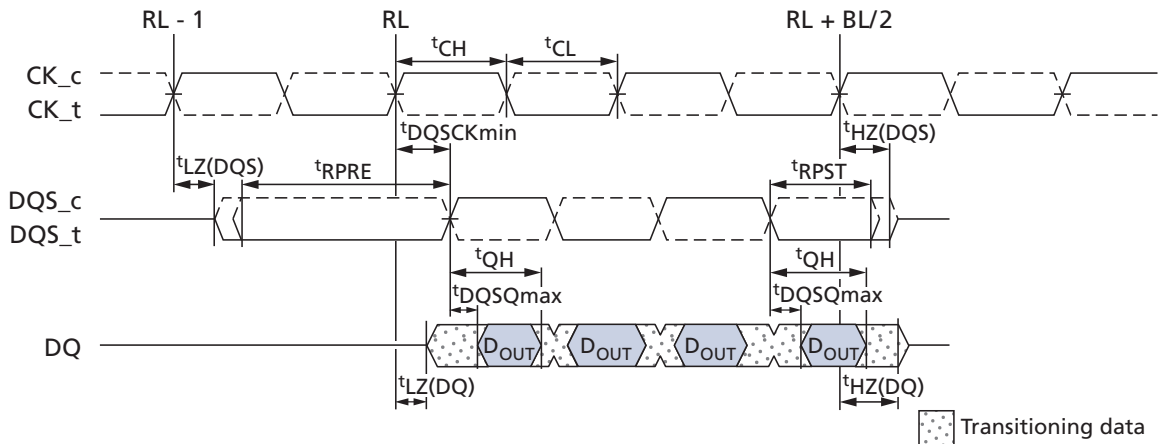 RL - 1
RL
RL + BL/2
tCH
tCL
CK_c
CK_t
tDQSCKmin
tHZ(DQS)
tLZ(DQS)
tRPRE
tRPST
DQS_c
DQS_t
tQH
tQH
tDQSQmax
tDQSQmax
DQ
DOUT
DOUT
DOUT
DOUT
tLZ(DQ)
tHZ(DQ)
Transitioning data